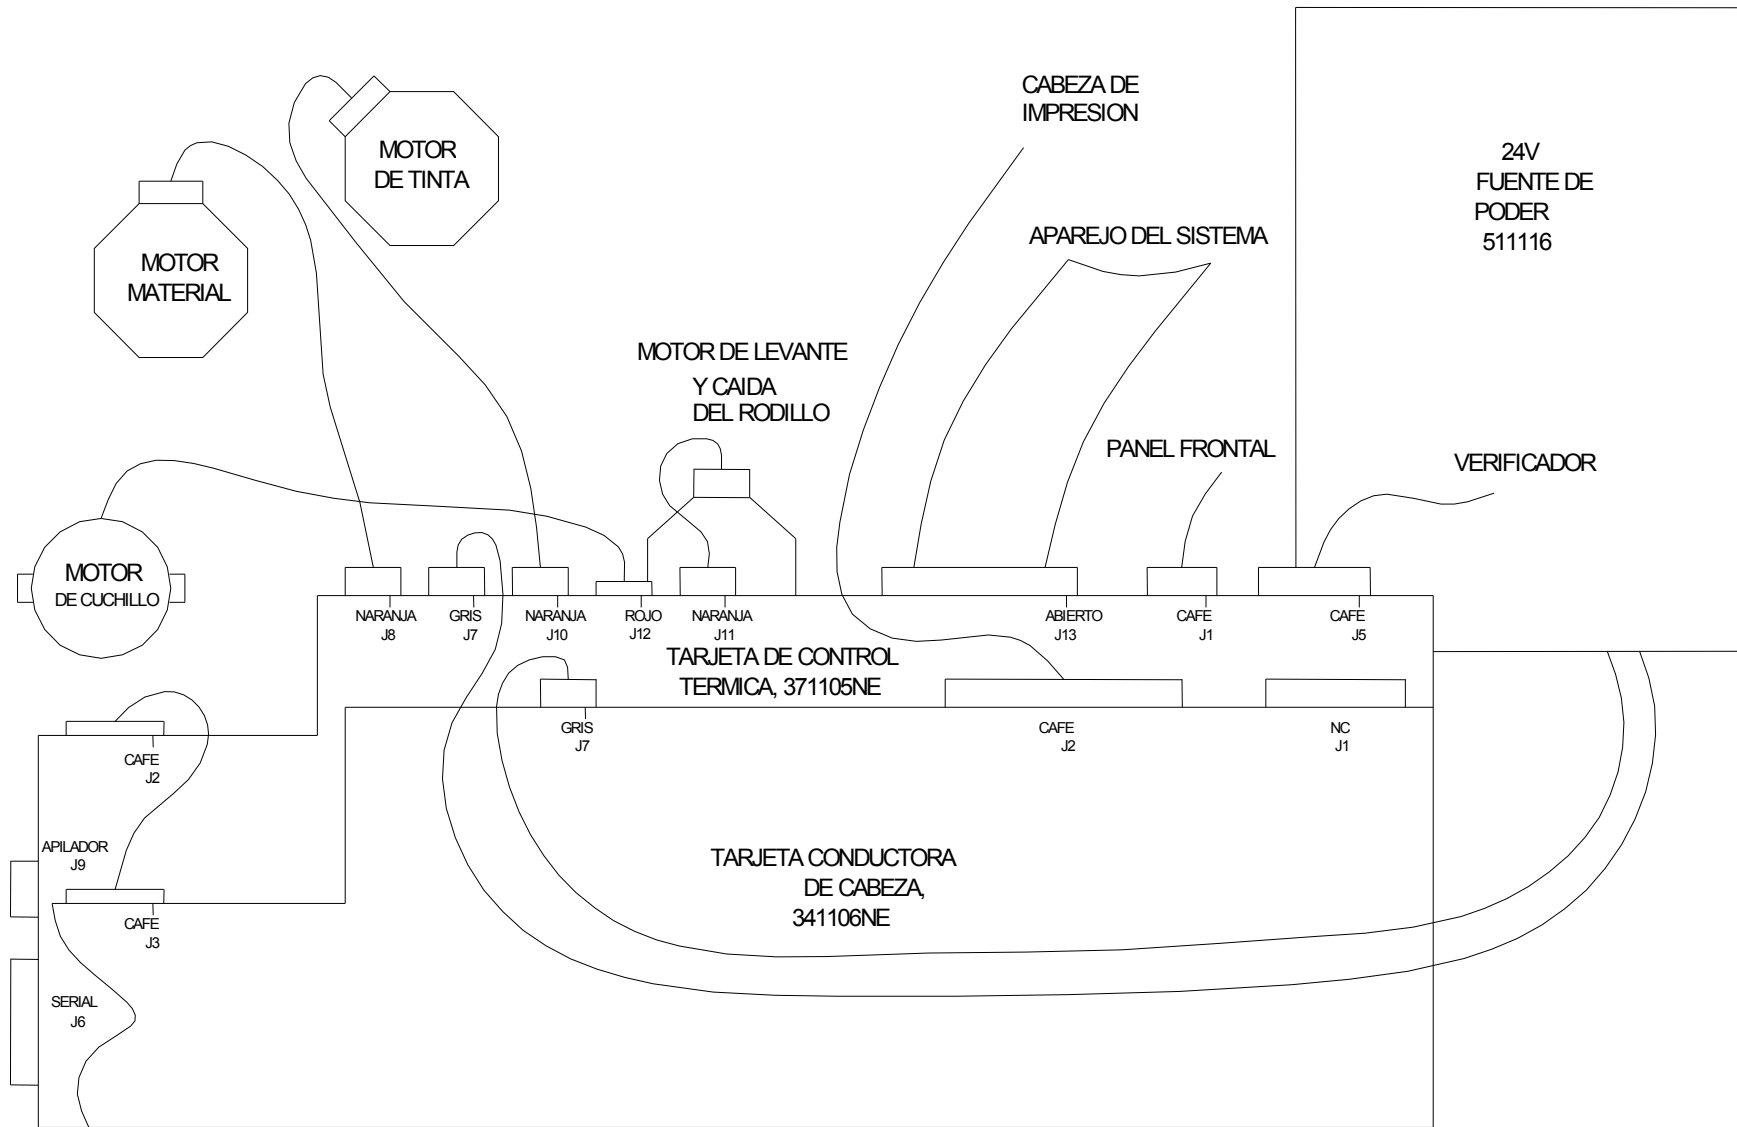 CABEZA DE
IMPRESION
24V
FUENTE DE
PODER
511116
MOTOR
DE TINTA
APAREJO DEL SISTEMA
MOTOR
MATERIAL
MOTOR DE LEVANTE
Y CAIDA
DEL RODILLO
PANEL FRONTAL
VERIFICADOR
MOTOR
DE CUCHILLO
NARANJA
J8
GRIS
J7
NARANJA
J10
ROJO
J12
NARANJA
J11
ABIERTO
J13
CAFE
J1
CAFE
J5
TARJETA DE CONTROL
TERMICA, 371105NE
GRIS
J7
CAFE
J2
NC
J1
CAFE
J2
APILADOR
J9
TARJETA CONDUCTORA
DE CABEZA,
341106NE
CAFE
J3
SERIAL
J6